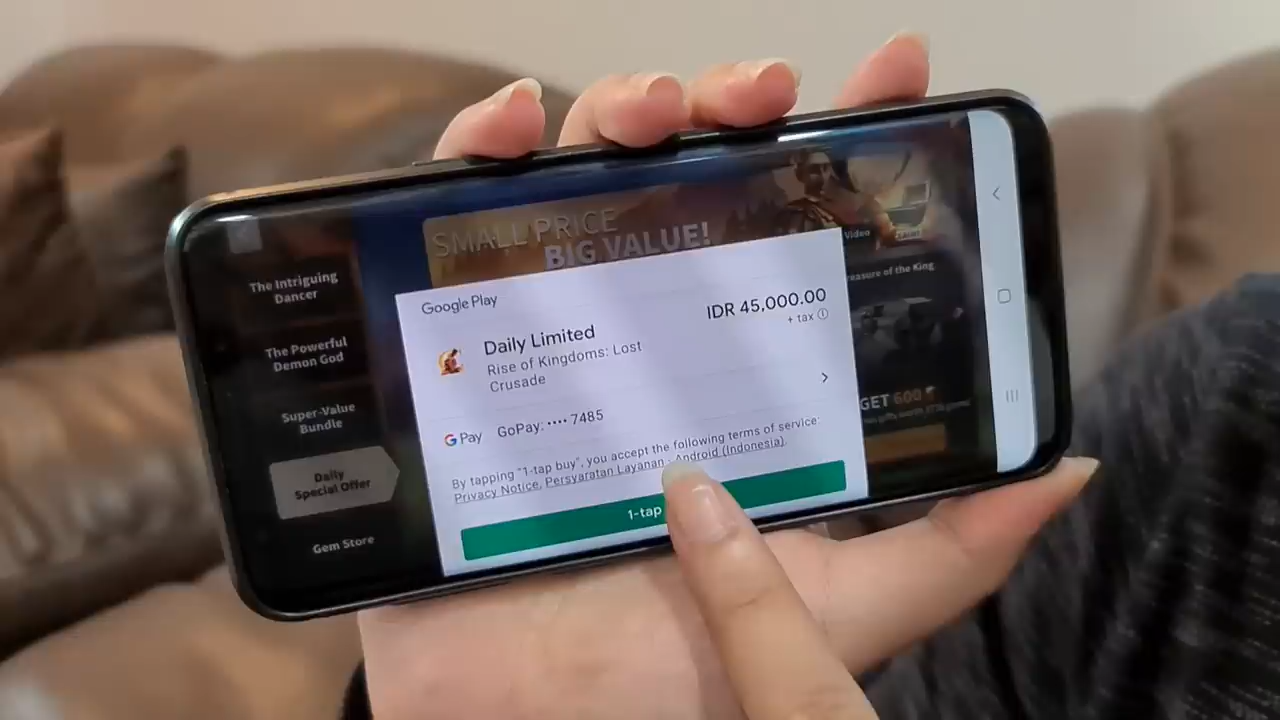 The Intriguing
Dancer
The Powerful
Demon God
Super-Value
Bundle
Daily
Special Offer
Gem Store
SMALL PRICE
BIG VALUE!
Google Play
IDR 45,000.00
+ tax
Daily Limited
Rise of Kingdoms: Lost
Crusade
G Pay GoPay: •••• 7485
By tapping "1-tap buy", you accept the following terms of service:
Privacy Notice, Persyaratan Layanan - Android (Indonesia).
1-tap
Video
reasure of the King
GET 600